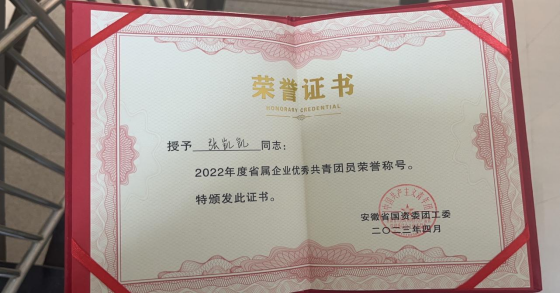 荣誉证书
HONORARY CREDENTIAL
授予 张凯凯 同志：
2022年度省属企业优秀共青团员荣誉称号。
特颁发此证书。
安徽省国资委团工委
二〇二三年四月